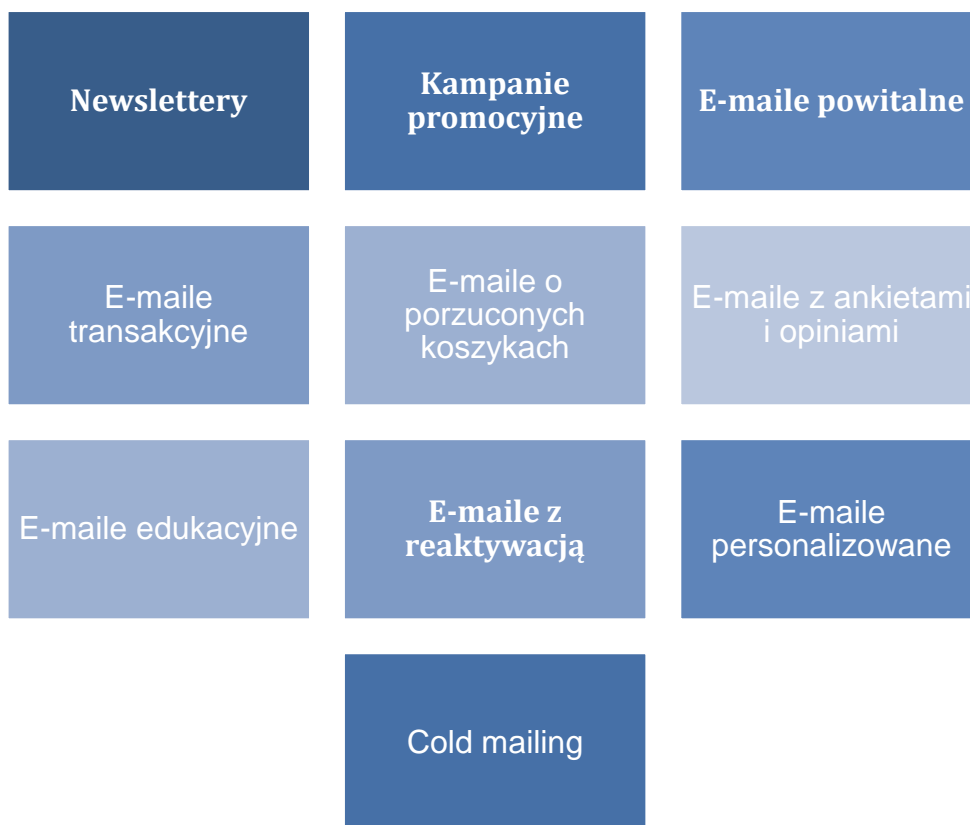 Newslettery
Kampanie
promocyjne
E-maile powitalne
E-maile
transakcyjne
E-maile o
porzuconych
koszykach
E-maile z ankietami
i opiniami
E-maile edukacyjne
E-maile z
reaktywacją
E-maile
personalizowane
Cold mailing